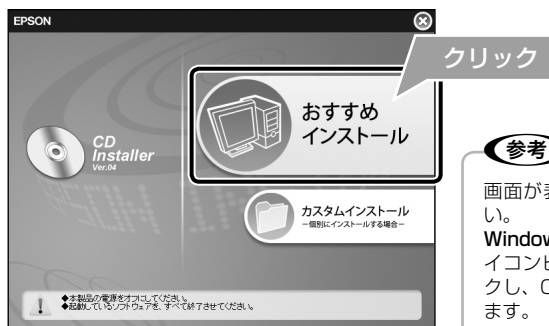 EPSON
クリック
おすすめ
インストール
CD
Installer
Ver.04
カスタムインストール
－個別にインストールする場合－
◆本製品の電源をオフにしてください。
◆起動しているソフトウェアを、すべて終了させてください。
参考
画面が表
い。
Window
イコンピ
クし、C
ます。